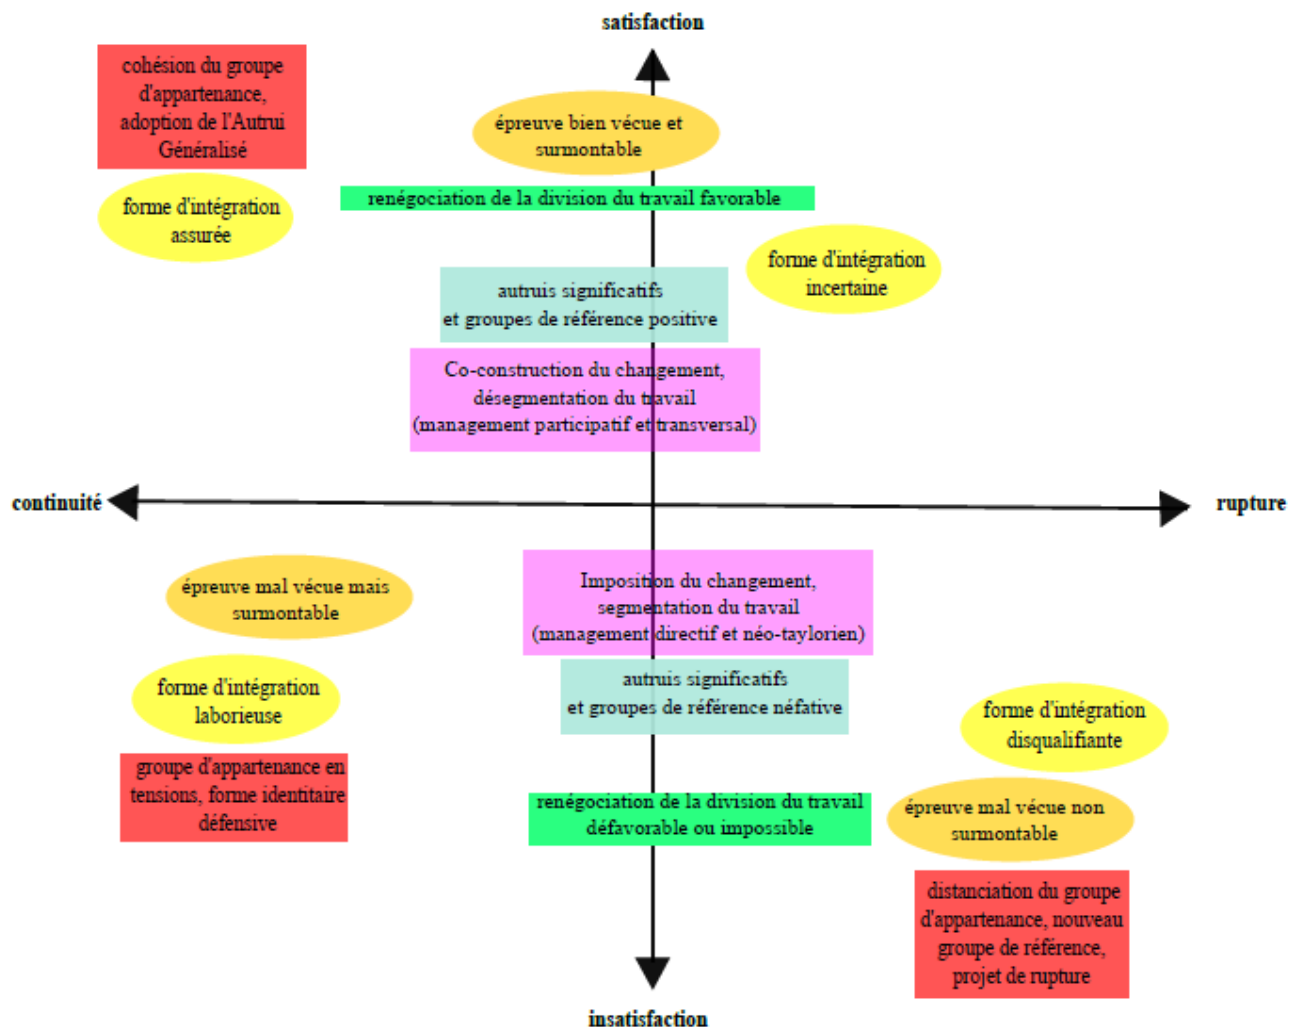 satisfaction
cohésion du groupe
d'appartenance,
adoption de l'Autrui
Généralisé
épreuve bien vécue et
surmontable
renégociation de la division du travail favorable
forme d'intégration
assurée
forme d'intégration
incertaine
autruis significatifs
et groupes de référence positive
Co-construction du changement,
désegmentation du travail
(management participatif et transversal)
continuité
rupture
épreuve mal vécue mais
surmontable
Imposition du changement,
segmentation du travail
(management directif et néo-taylorien)
forme d'intégration
laborieuse
autruis significatifs
et groupes de référence néfative
forme d'intégration
disqualifiante
groupe d'appartenance en
tensions, forme identitaire
défensive
renégociation de la division du travail
défavorable ou impossible
épreuve mal vécue non
surmontable
distanciation du groupe
d'appartenance, nouveau
groupe de référence,
projet de rupture
insatisfaction